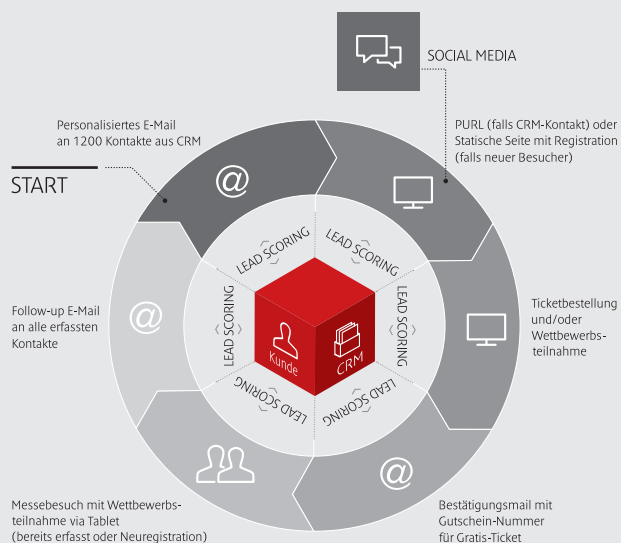 SOCIAL MEDIA
Personalisiertes E-Mail
an 1200 Kontakte aus CRM
START
PURL (falls CRM-Kontakt) oder
Statische Seite mit Registration
(falls neuer Besucher)
@
LEAD SCORING
LEAD SCORING
Follow-up E-Mail
an alle erfassten
Kontakte
@
LEAD SCORING
Kunde
CRM
LEAD SCORING
Ticketbestellung
und/oder
Wettbewerbs-
teilnahme
LEAD SCORING
LEAD SCORING
@
Messebesuch mit Wettbewerbs-
teilnahme via Tablet
(bereits erfasst oder Neuregistration)
Bestätigungsmail mit
Gutschein-Nummer
für Gratis-Ticket